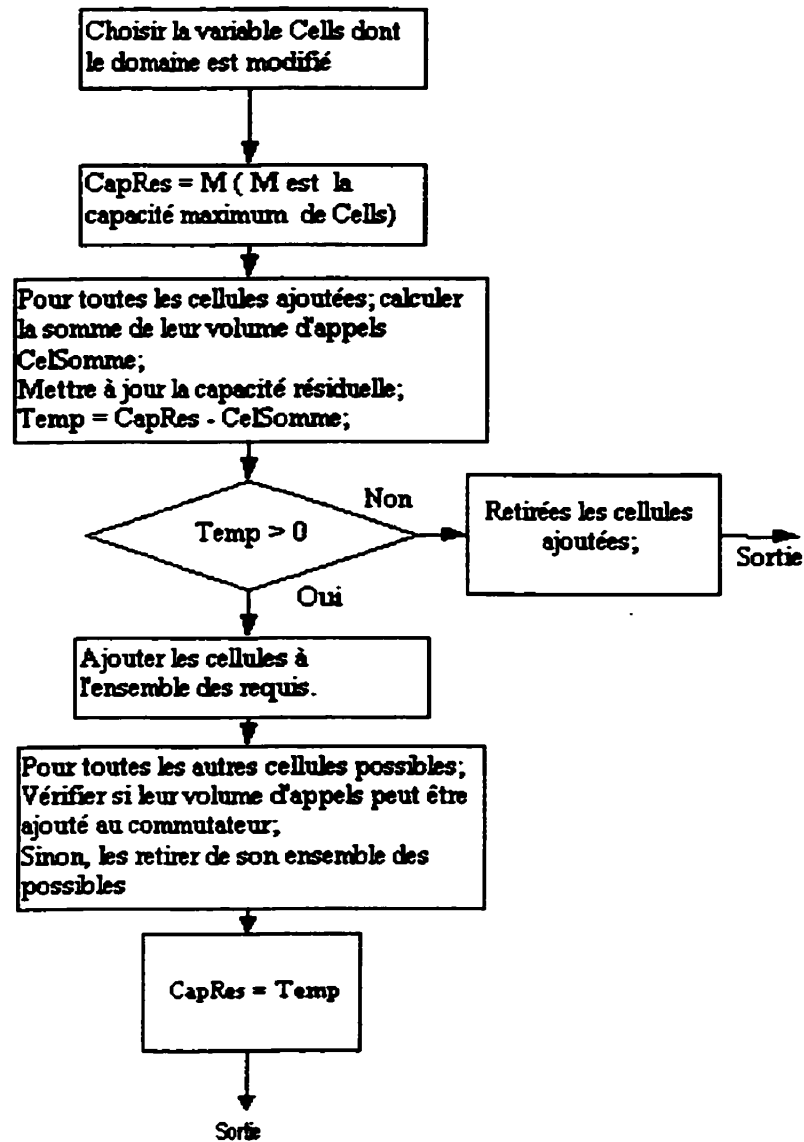 Choisir la variable Cells dont
le domaine est modifié
CapRes = M ( M est la
capacité maximum de Cells)
Pour toutes les cellules ajoutées; calculer
la somme de leur volume d'appels
CelSomme;
Mettre à jour la capacité résiduelle;
Temp = CapRes - CelSomme;
Temp > 0
Non
Retirées les cellules
ajoutées;
Sortie
Oui
Ajouter les cellules à
l'ensemble des requis.
Pour toutes les autres cellules possibles;
Vérifier si leur volume d'appels peut être
ajouté au commutateur;
Sinon, les retirer de son ensemble des
possibles
CapRes = Temp
Sortie